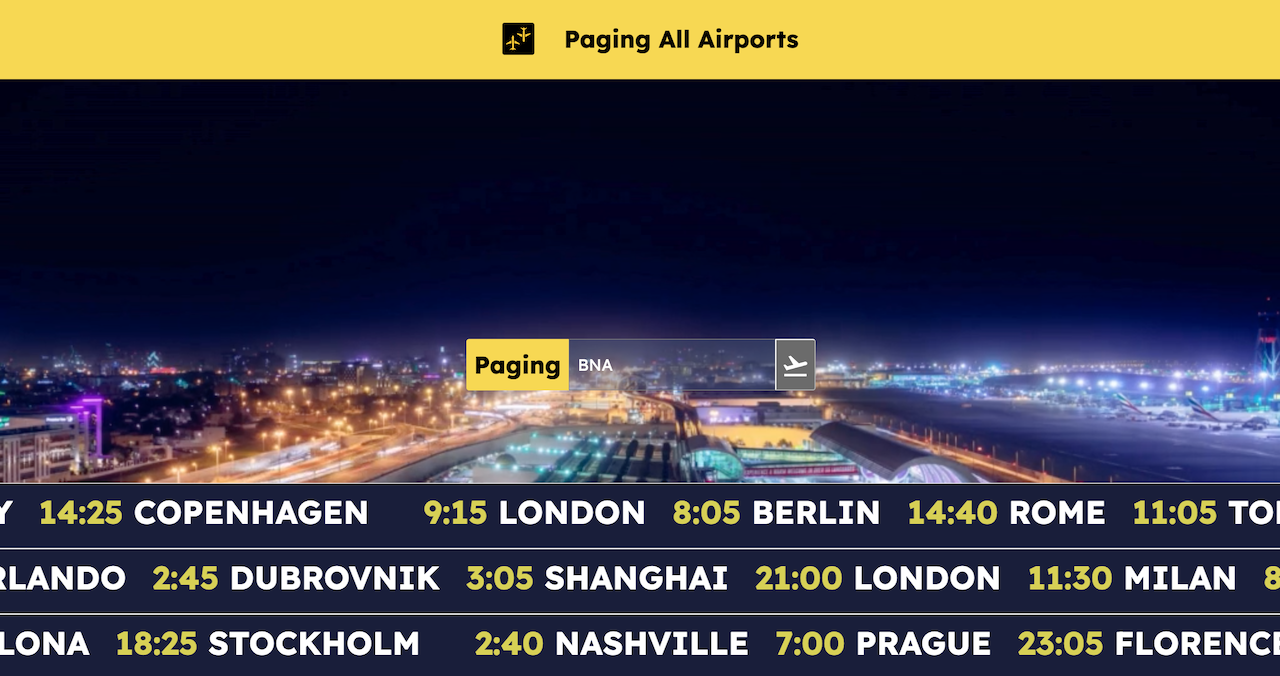 Paging All Airports
Paging BNA
Y 14:25 COPENHAGEN 9:15 LONDON 8:05 BERLIN 14:40 ROME 11:05 TO
RLANDO 2:45 DUBROVNIK 3:05 SHANGHAI 21:00 LONDON 11:30 MILAN 8
LONA 18:25 STOCKHOLM 2:40 NASHVILLE 7:00 PRAGUE 23:05 FLORENCE